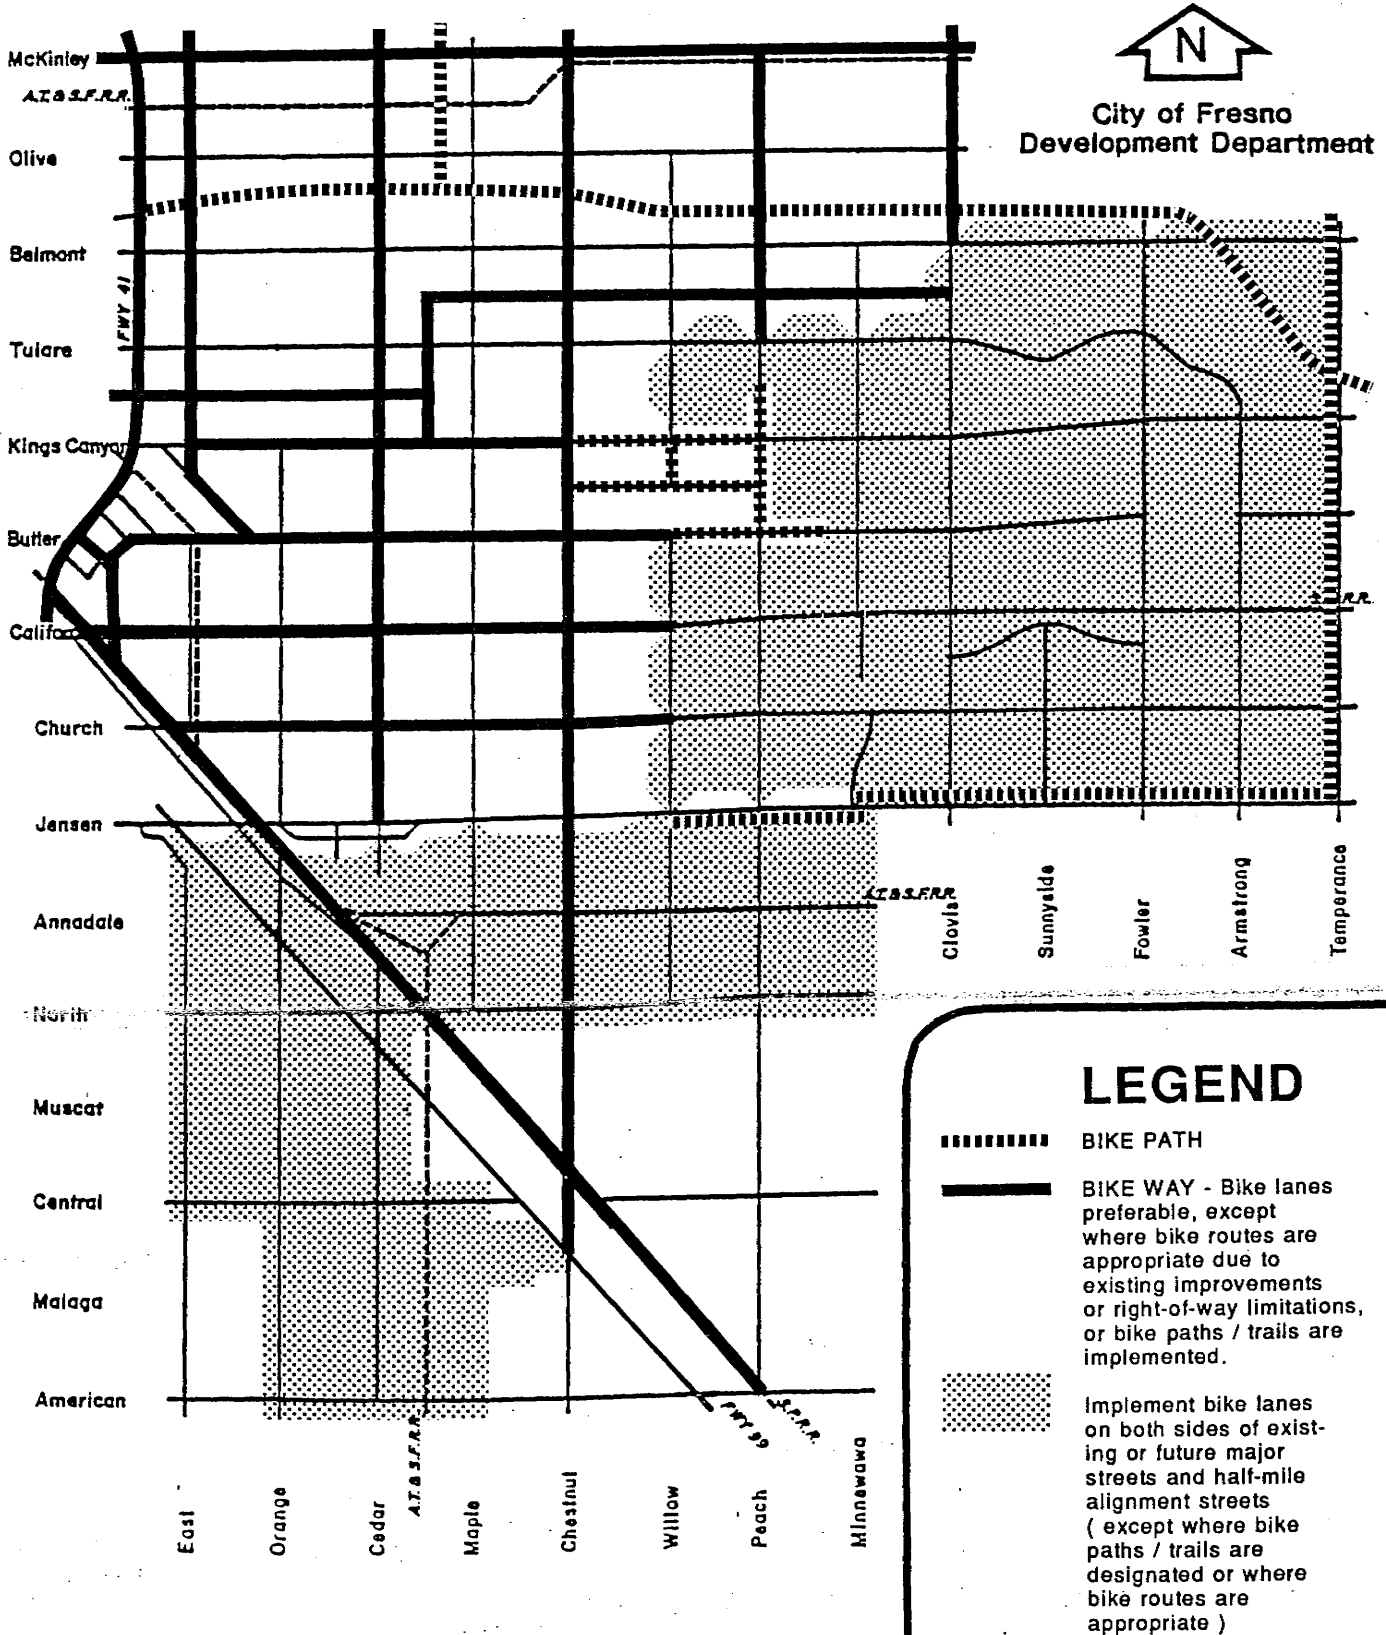 McKinley
A.T. & S.F.R.R.
Olive
Belmont
FWY 41
Tulare
Kings Canyon
Butler
Church
Jensen
Annadale
North
Muscat
Central
Malaga
American
N
City of Fresno
Development Department
R.R.
A.T. & S.F.R.R.
Clovis
Sunnyside
Fowler
Armstrong
Temperance
East
Orange
Cedar
A.T. & S.F.R.R.
Maple
Chestnut
Willow
FWY 99
Peach
S.P.R.R.
Minnewawa
LEGEND
BIKE PATH
BIKE WAY - Bike lanes
preferable, except
where bike routes are
appropriate due to
existing improvements
or right-of-way limitations,
or bike paths / trails are
implemented.
Implement bike lanes
on both sides of exist-
ing or future major
streets and half-mile
alignment streets
( except where bike
paths / trails are
designated or where
bike routes are
appropriate )